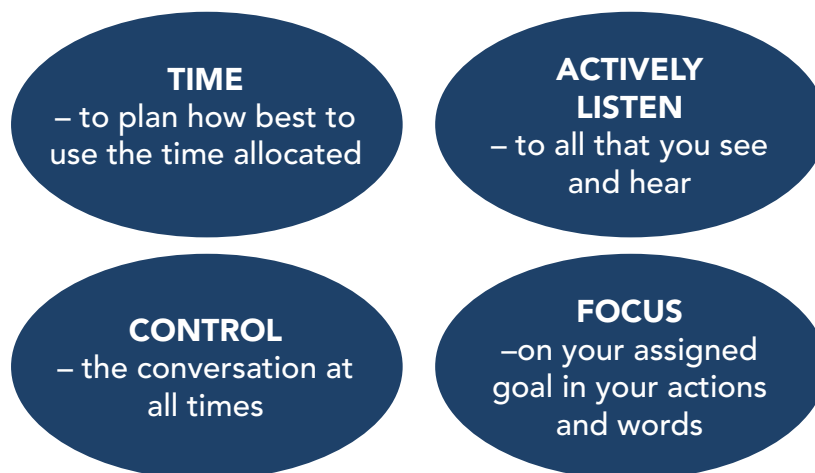 TIME
– to plan how best to
use the time allocated
ACTIVELY
LISTEN
– to all that you see
and hear
CONTROL
– the conversation at
all times
FOCUS
–on your assigned
goal in your actions
and words